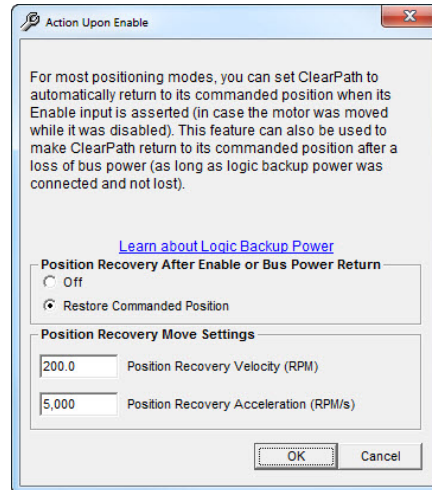 Action Upon Enable
For most positioning modes, you can set ClearPath to
automatically return to its commanded position when its
Enable input is asserted (in case the motor was moved
while it was disabled). This feature can also be used to
make ClearPath return to its commanded position after a
loss of bus power (as long as logic backup power was
connected and not lost).
Learn about Logic Backup Power
Position Recovery After Enable or Bus Power Return
Off
Restore Commanded Position
Position Recovery Move Settings
200.0 Position Recovery Velocity (RPM)
5,000 Position Recovery Acceleration (RPM/s)
OK Cancel